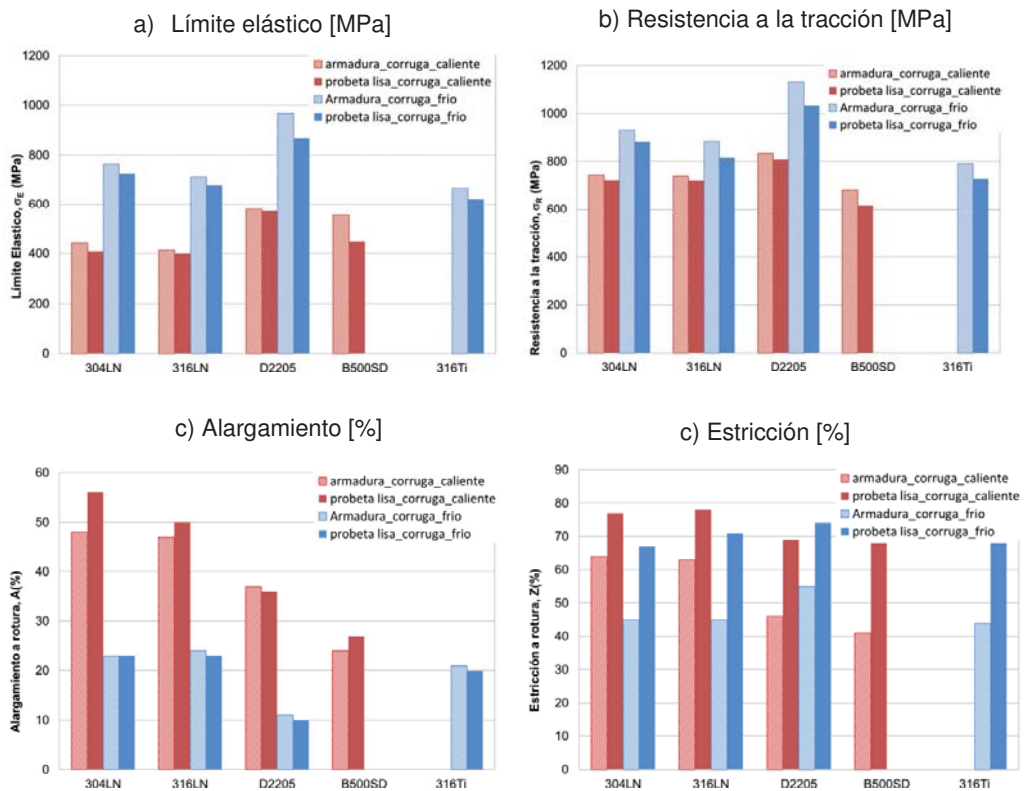 a) Límite elástico [MPa]
1200
1000
800
600
400
200
0
Límite Elastico, σE (MPa)
armadura_corruga_caliente
probeta lisa_corruga_caliente
Armadura_corruga_frio
probeta lisa_corruga_frio
304LN 316LN D2205 B500SD 316Ti
b) Resistencia a la tracción [MPa]
1200
1000
800
600
400
200
0
Resistencia a la tracción, σR (MPa)
armadura_corruga_caliente
probeta lisa_corruga_caliente
Armadura_corruga_frio
probeta lisa_corruga_frio
304LN 316LN D2205 B500SD 316Ti
c) Alargamiento [%]
60
50
40
30
20
10
0
Alargamiento a rotura, A(%)
armadura_corruga_caliente
probeta lisa_corruga_caliente
Armadura_corruga_frio
probeta lisa_corruga_frio
304LN 316LN D2205 B500SD 316Ti
c) Estricción [%]
90
80
70
60
50
40
30
20
10
0
Estricción a rotura, Z(%)
armadura_corruga_caliente
probeta lisa_corruga_caliente
Armadura_corruga_frio
probeta lisa_corruga_frio
304LN 316LN D2205 B500SD 316Ti